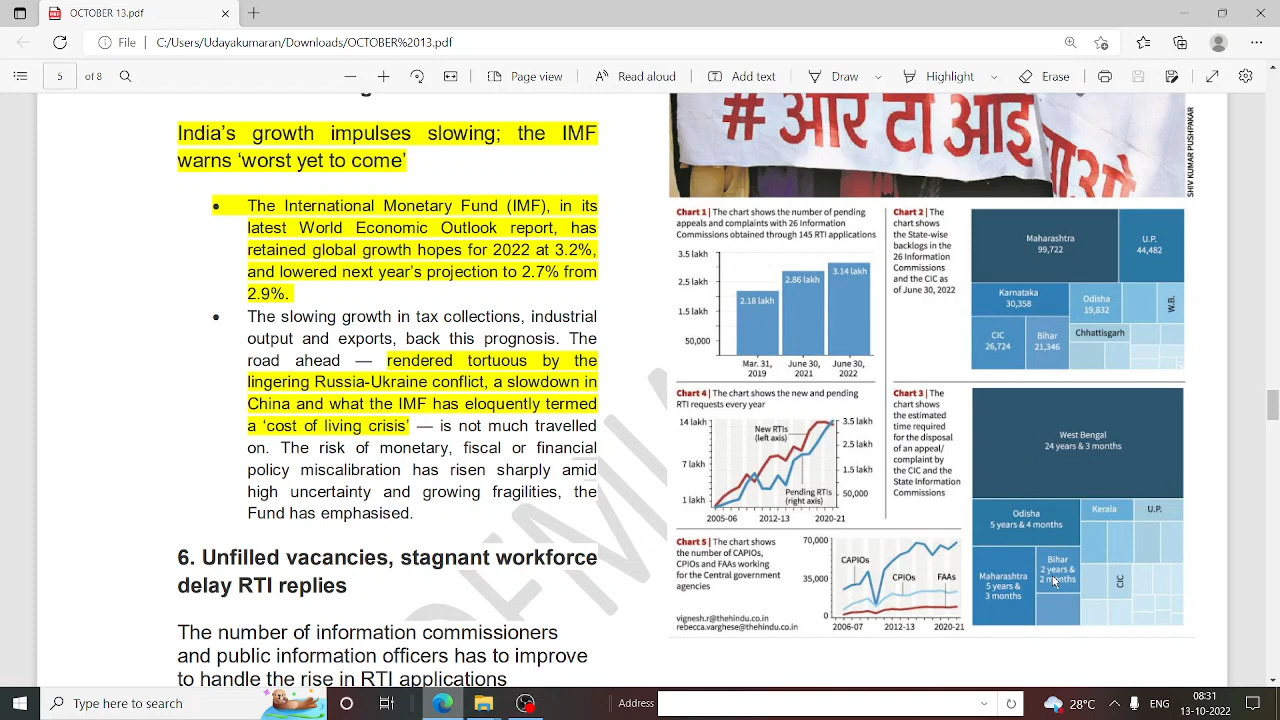 PDF OCTOBER 13.pdf
File C:/Users/Udayakumaran/Downloads/OCTOBER%2013.pdf
5 of 8
Page view
Read aloud
Add text
Draw
Highlight
Erase
India's growth impulses slowing; the IMF
warns 'worst yet to come'
• The International Monetary Fund (IMF), in its
latest World Economic Outlook report, has
retained global growth hopes for 2022 at 3.2%,
and lowered next year's projection to 2.7% from
2.9%.
• The slowing growth in tax collections, industrial
output and exports, back this prognosis. The
road ahead — rendered tortuous by the
lingering Russia-Ukraine conflict, a slowdown in
China and what the IMF has eloquently termed
a 'cost of living crisis' — is not much travelled
on. The risk of monetary, fiscal or financial
policy miscalibration has risen sharply amid
high uncertainty and growing fragilities, the
Fund has emphasised.
6. Unfilled vacancies, stagnant workforce
delay RTI replies
The number of information commissioners
and public information officers has to improve
to handle the rise in RTI applications
# आर टी आइ
SHIV KUMAR PUSHPAKAR
Chart 1 | The chart shows the number of pending
appeals and complaints with 26 Information
Commissions obtained through 145 RTI applications
3.5 lakh
2.5 lakh
1.5 lakh
50,000
2.18 lakh
2.86 lakh
3.14 lakh
Mar. 31,
2019
June 30,
2021
June 30,
2022
Chart 2 | The
chart shows
the State-wise
backlogs in the
26 Information
Commissions
and the CIC as
of June 30, 2022
Maharashtra
99,722
U.P.
44,482
Karnataka
30,358
Odisha
19,832
W.B.
CIC
26,724
Bihar
21,346
Chhattisgarh
Chart 4 | The chart shows the new and pending
RTI requests every year
14 lakh
7 lakh
1 lakh
New RTIs
(left axis)
Pending RTIs
(right axis)
3.5 lakh
2.5 lakh
1.5 lakh
50,000
2005-06 2012-13 2020-21
Chart 3 | The
chart shows
the estimated
time required
for the disposal
of an appeal/
complaint by
the CIC and the
State Information
Commissions
West Bengal
24 years & 3 months
Odisha
5 years & 4 months
Kerala
U.P.
Maharashtra
5 years &
3 months
Bihar
2 years &
2 months
CIC
Chart 5 | The chart shows
the number of CAPIOs,
CPIOs and FAAs working
for the Central government
agencies
70,000
35,000
0
CAPIOs
CPIOs
FAAs
2006-07 2012-13 2020-21
vignesh.r@thehindu.co.in
rebecca.varghese@thehindu.co.in
Type here to search
Address
28°C
ENG
08:31
13-10-2022